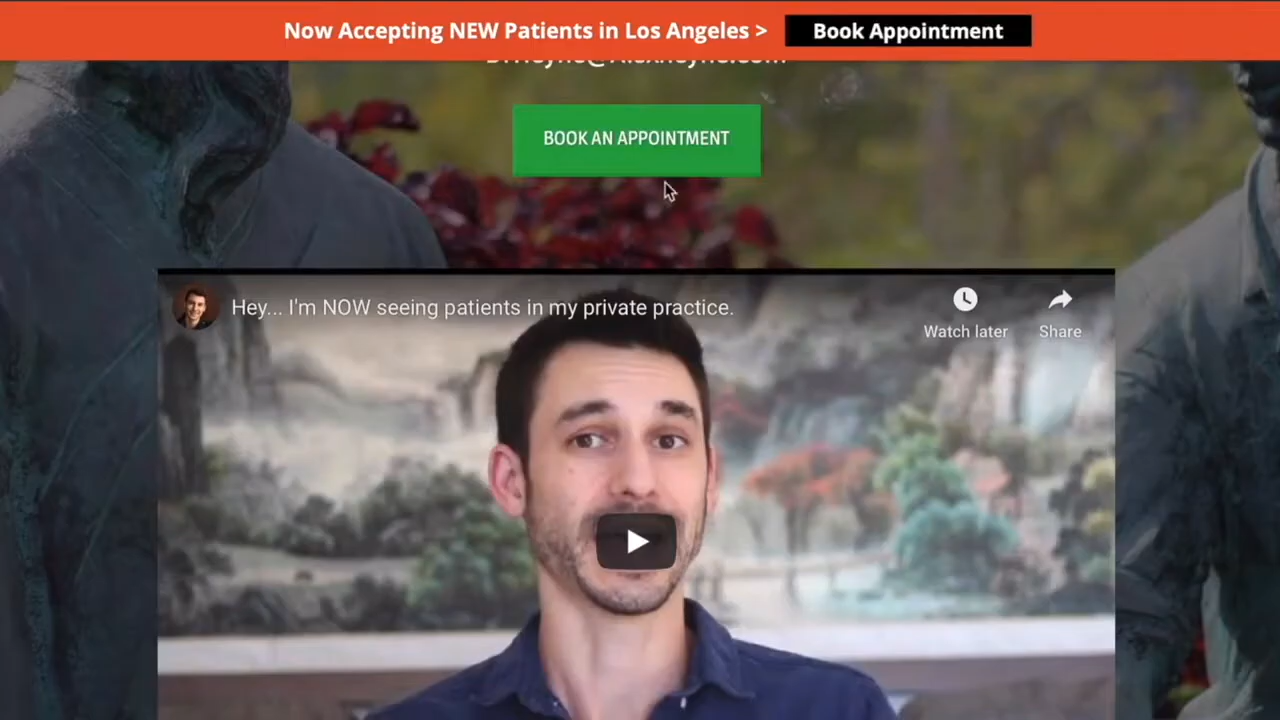 Now Accepting NEW Patients in Los Angeles >
Book Appointment
BOOK AN APPOINTMENT
Hey... I'm NOW seeing patients in my private practice.
Watch later
Share